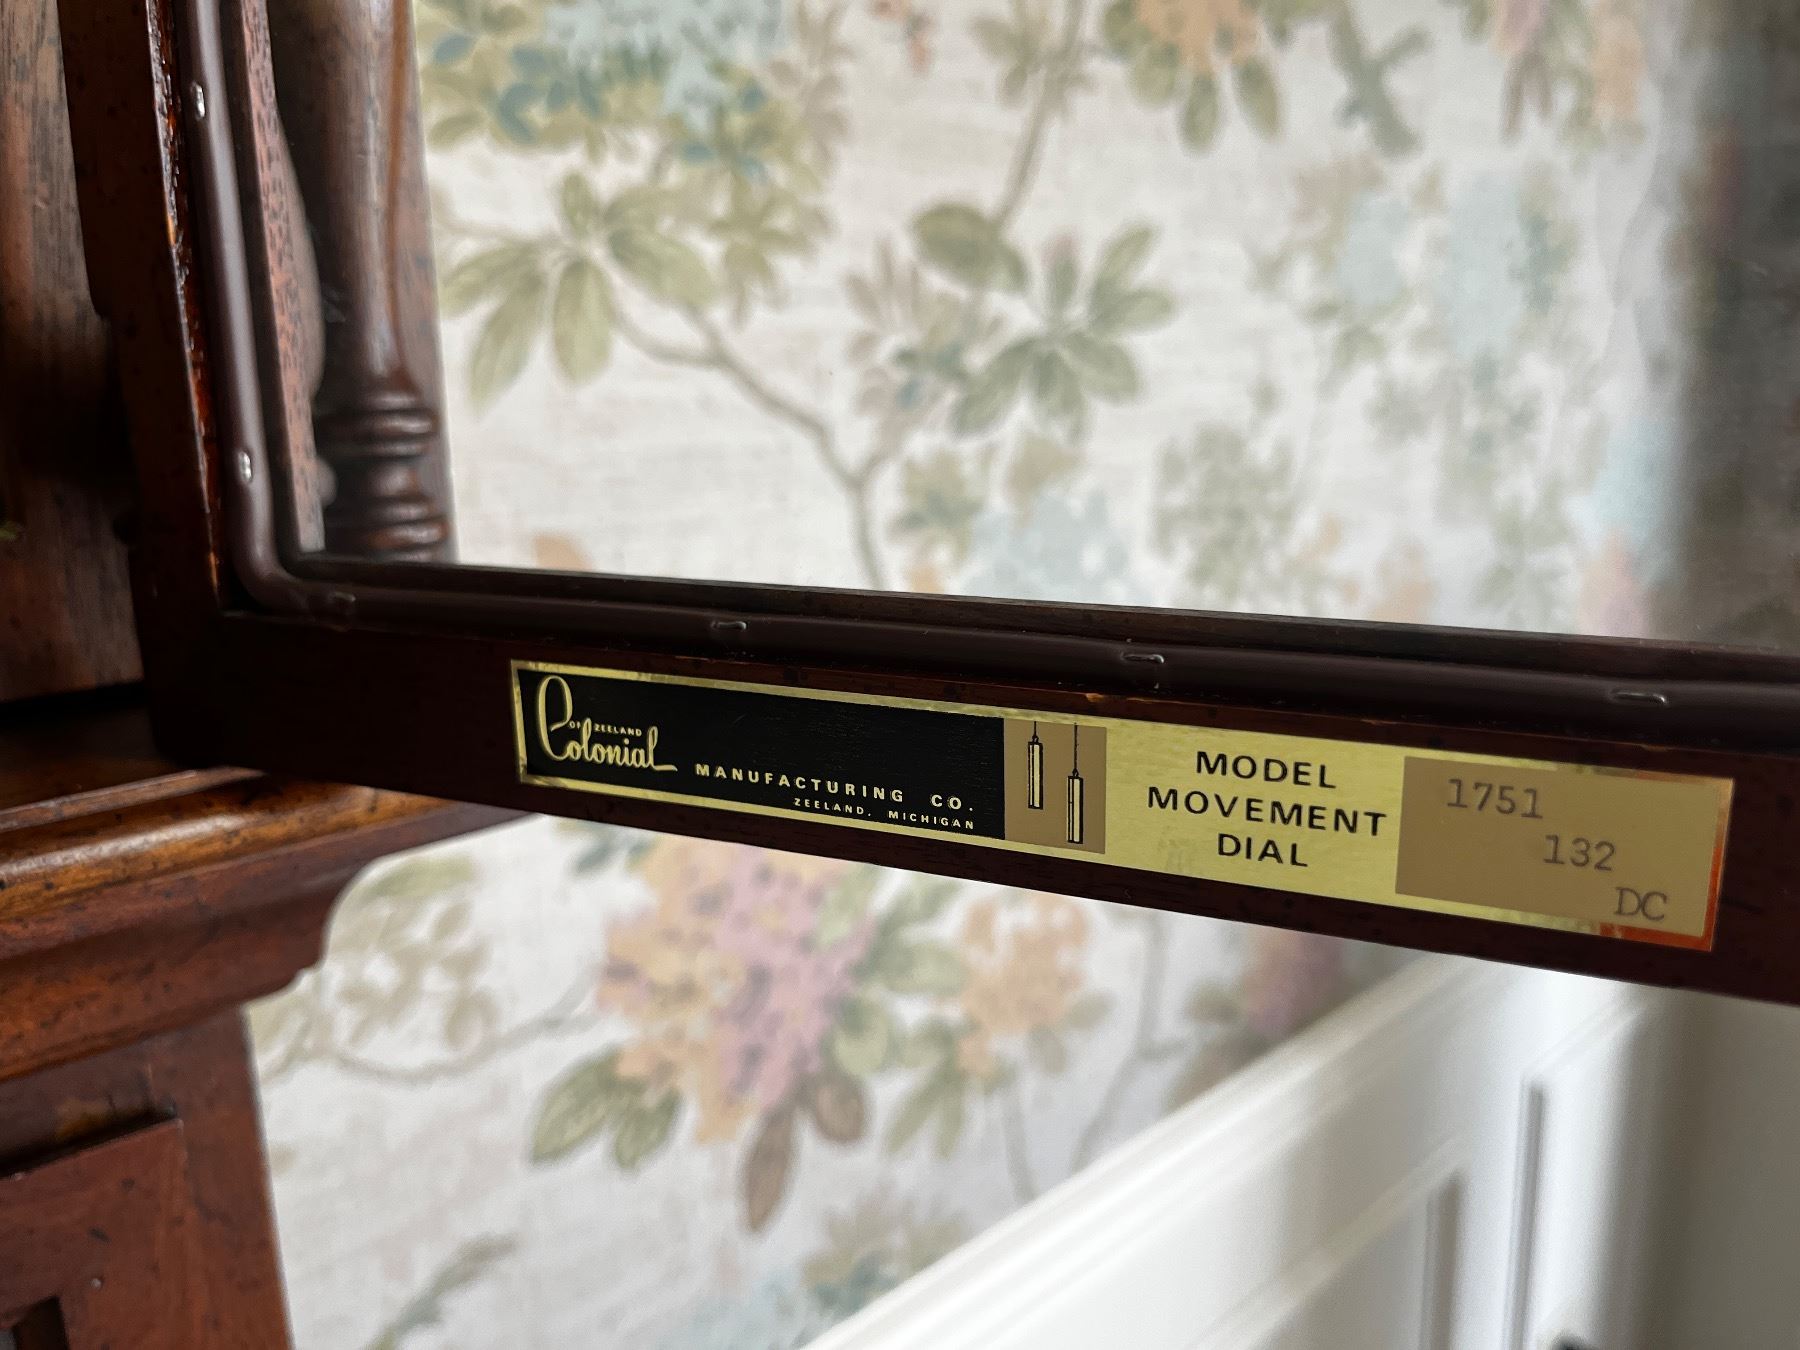 OF ZEELAND
Colonial
MANUFACTURING CO.
ZEELAND, MICHIGAN
MODEL 1751
MOVEMENT 132
DIAL DC